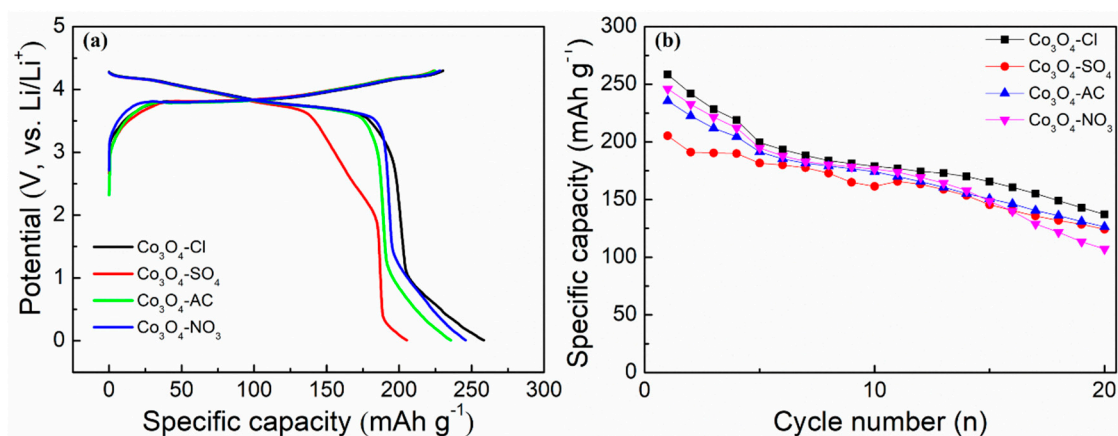 (a)
Potential (V, vs. Li/Li⁺)
5
4
3
2
1
0
Co₃O₄-Cl
Co₃O₄-SO₄
Co₃O₄-AC
Co₃O₄-NO₃
0 50 100 150 200 250 300
Specific capacity (mAh g⁻¹)
(b)
Specific capacity (mAh g⁻¹)
300
250
200
150
100
50
0
Co₃O₄-Cl
Co₃O₄-SO₄
Co₃O₄-AC
Co₃O₄-NO₃
0 10 20
Cycle number (n)